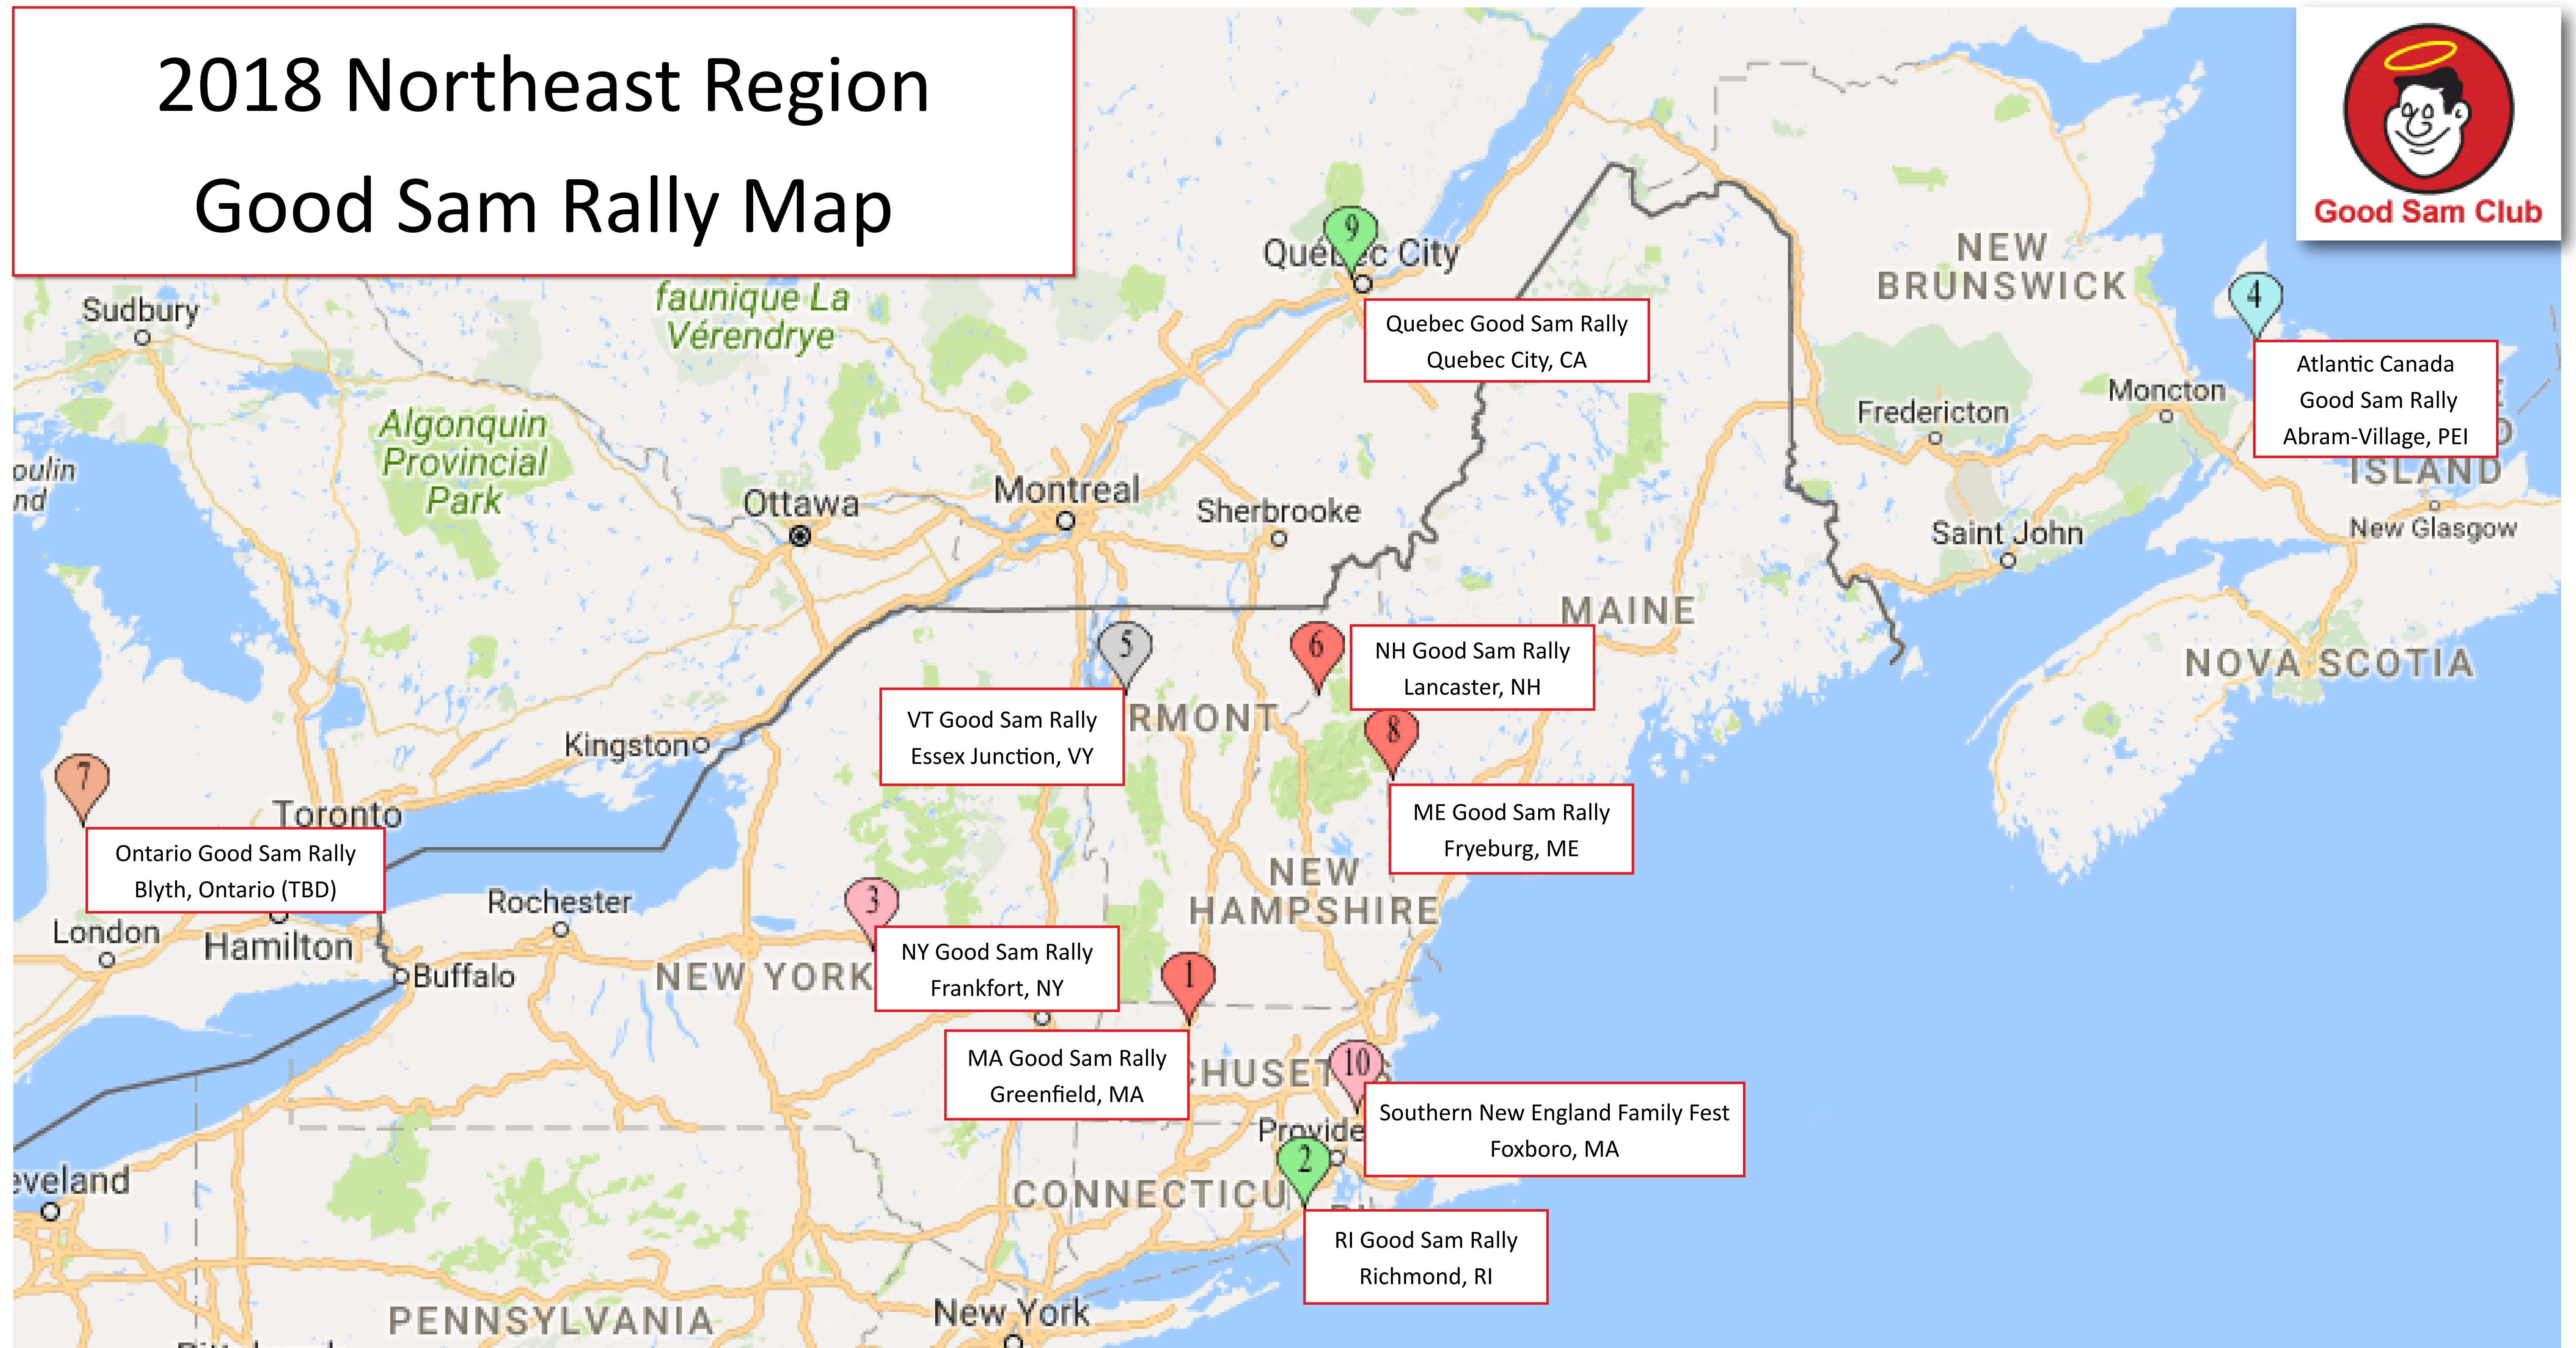 2018 Northeast Region
Good Sam Rally Map
Good Sam Club
9
Québec City
Quebec Good Sam Rally
Quebec City, CA
NEW
BRUNSWICK
4
Atlantic Canada
Good Sam Rally
Abram-Village, PEI
ISLAND
Sudbury
faunique La
Vérendrye
Algonquin
Provincial
Park
oulin
nd
Ottawa
Montreal
Sherbrooke
Fredericton
Moncton
Saint John
New Glasgow
MAINE
NOVA SCOTIA
5
VT Good Sam Rally
Essex Junction, VY
RMONT
6
NH Good Sam Rally
Lancaster, NH
8
ME Good Sam Rally
Fryeburg, ME
Kingston
7
Toronto
Ontario Good Sam Rally
Blyth, Ontario (TBD)
London
Hamilton
Rochester
Buffalo
NEW YORK
3
NY Good Sam Rally
Frankfort, NY
NEW
HAMPSHIRE
1
MA Good Sam Rally
Greenfield, MA
CHUSETTS
10
Southern New England Family Fest
Foxboro, MA
Provide
2
CONNECTICU
RI Good Sam Rally
Richmond, RI
eveland
PENNSYLVANIA
New York